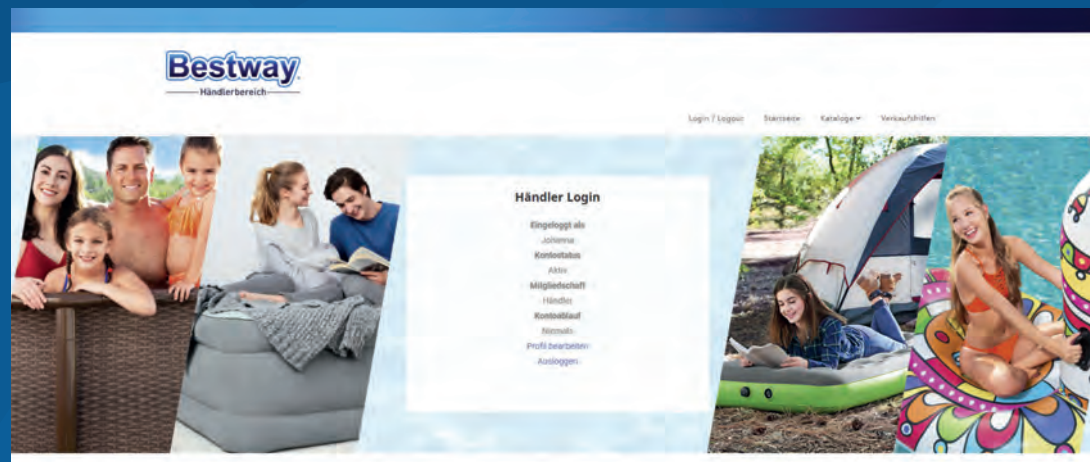 Bestway
Händlerbereich
Login / Logout Startseite Kataloge Verkaufshilfen
Händler Login
Eingeloggt als
Johanna
Kontostatus
Aktiv
Mitgliedschaft
Händler
Kontoablauf
Niemals
Profil bearbeiten
Ausloggen